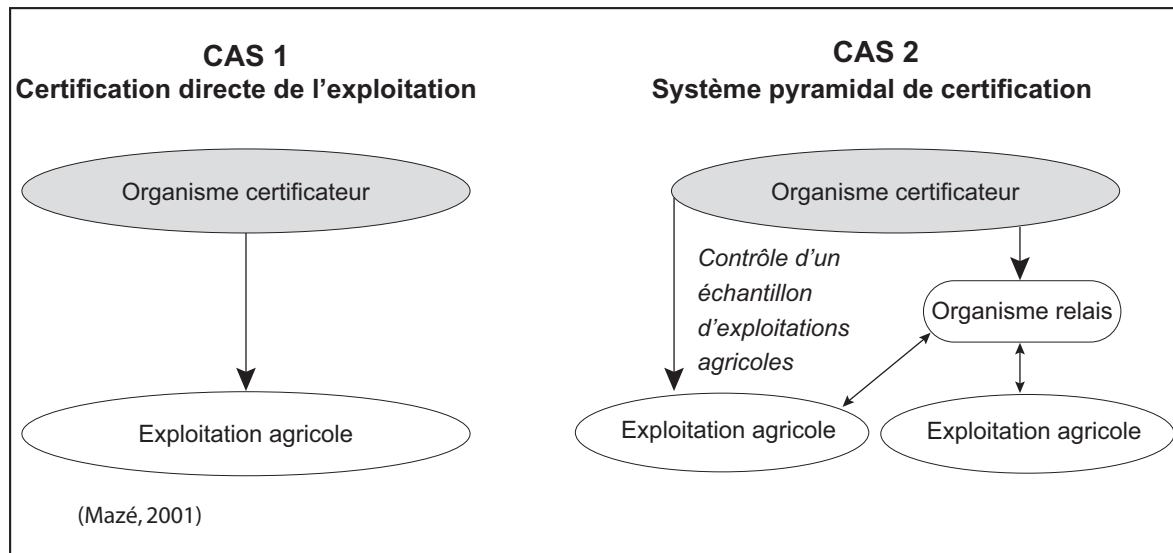 CAS 1
Certification directe de l’exploitation
Organisme certificateur
Exploitation agricole
(Mazé, 2001)
CAS 2
Système pyramidal de certification
Organisme certificateur
Contrôle d’un
échantillon
d’exploitations
agricoles
Organisme relais
Exploitation agricole
Exploitation agricole